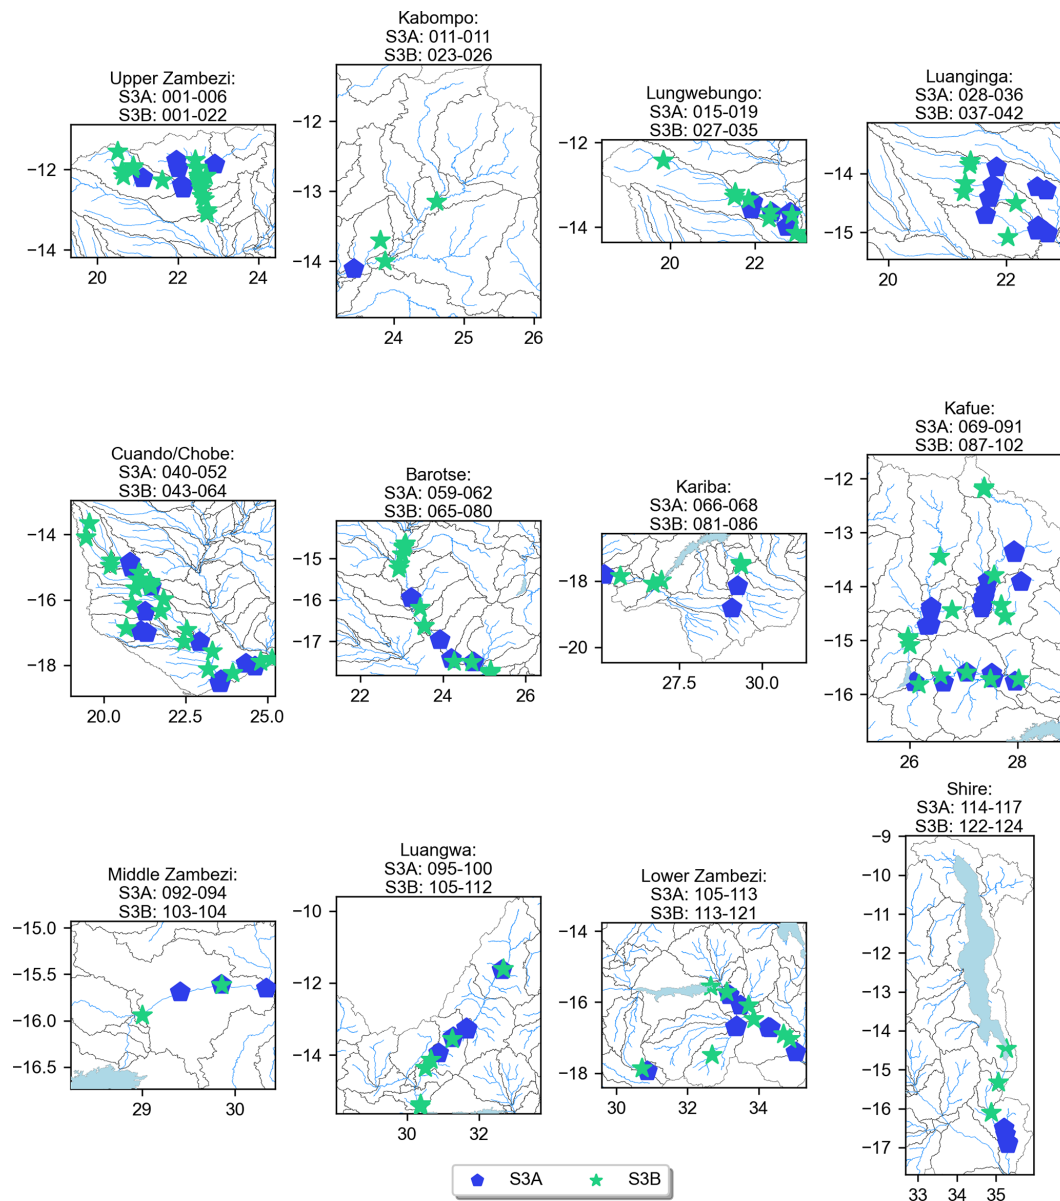 Upper Zambezi:
S3A: 001-006
S3B: 001-022
−12
−14
20 22 24
Kabompo:
S3A: 011-011
S3B: 023-026
−12
−13
−14
24 25 26
Lungwebungo:
S3A: 015-019
S3B: 027-035
−12
−14
20 22
Luanginga:
S3A: 028-036
S3B: 037-042
−14
−15
20 22
Cuando/Chobe:
S3A: 040-052
S3B: 043-064
−14
−16
−18
20.0 22.5 25.0
Barotse:
S3A: 059-062
S3B: 065-080
−15
−16
−17
22 24 26
Kariba:
S3A: 066-068
S3B: 081-086
−18
−20
27.5 30.0
Kafue:
S3A: 069-091
S3B: 087-102
−12
−13
−14
−15
−16
26 28
Middle Zambezi:
S3A: 092-094
S3B: 103-104
−15.0
−15.5
−16.0
−16.5
29 30
Luangwa:
S3A: 095-100
S3B: 105-112
−10
−12
−14
30 32
Lower Zambezi:
S3A: 105-113
S3B: 113-121
−14
−16
−18
30 32 34
Shire:
S3A: 114-117
S3B: 122-124
−9
−10
−11
−12
−13
−14
−15
−16
−17
33 34 35
S3A S3B